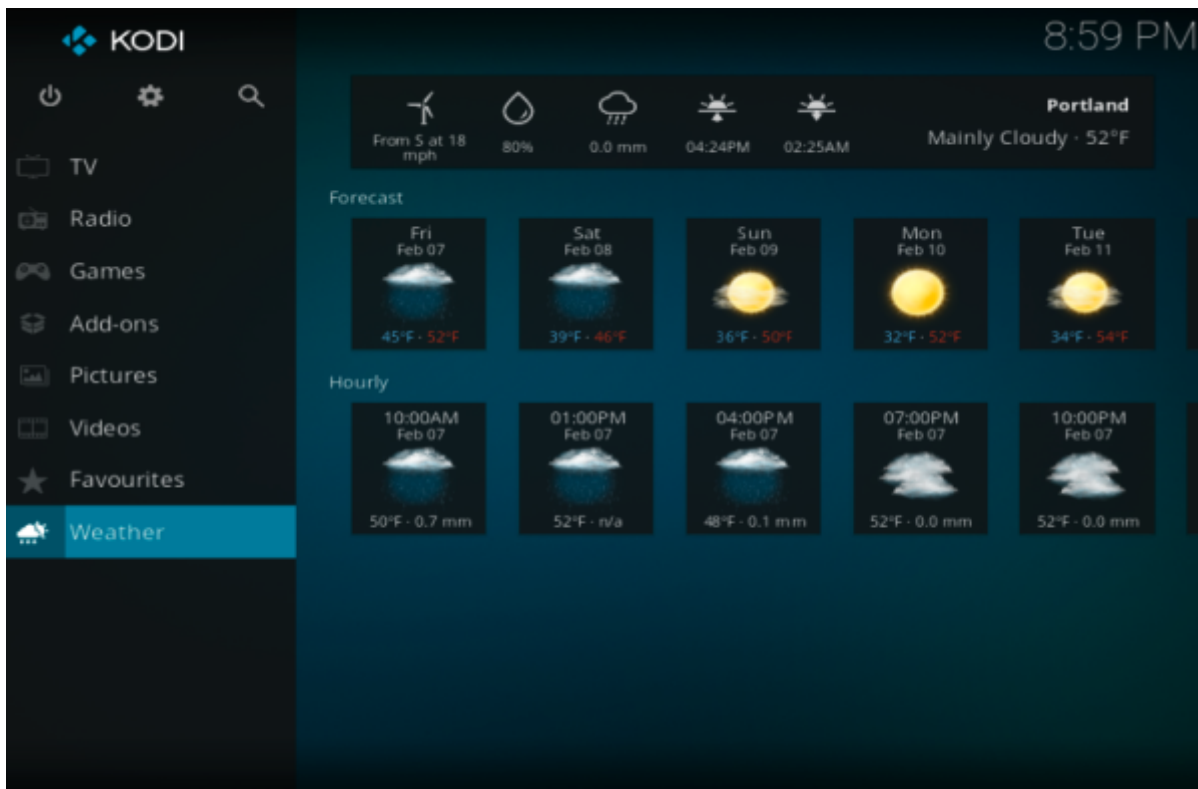 KODI
8:59 PM
TV
Radio
Games
Add-ons
Pictures
Videos
Favourites
Weather
From S at 18
mph
80%
0.0 mm
04:24PM
02:25AM
Portland
Mainly Cloudy · 52°F
Forecast
Fri
Feb 07
45°F · 52°F
Sat
Feb 08
39°F · 46°F
Sun
Feb 09
36°F · 50°F
Mon
Feb 10
32°F · 52°F
Tue
Feb 11
34°F · 54°F
Hourly
10:00AM
Feb 07
50°F · 0.7 mm
01:00PM
Feb 07
52°F · n/a
04:00PM
Feb 07
48°F · 0.1 mm
07:00PM
Feb 07
52°F · 0.0 mm
10:00PM
Feb 07
52°F · 0.0 mm